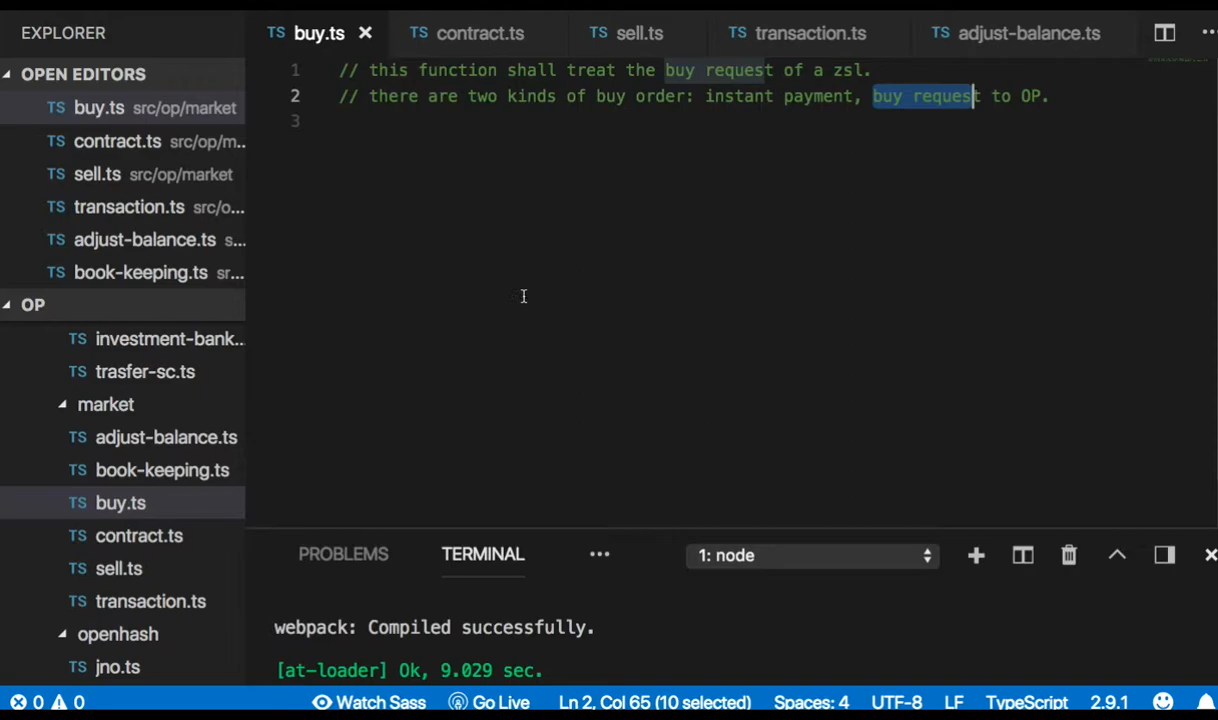 EXPLORER
TS buy.ts
TS contract.ts
TS sell.ts
TS transaction.ts
TS adjust-balance.ts
OPEN EDITORS
TS buy.ts src/op/market
TS contract.ts src/op/m...
TS sell.ts src/op/market
TS transaction.ts src/o...
TS adjust-balance.ts s...
TS book-keeping.ts sr...
OP
investment-bank...
TS trasfer-sc.ts
market
TS adjust-balance.ts
TS book-keeping.ts
TS buy.ts
TS contract.ts
TS sell.ts
TS transaction.ts
openhash
TS jno.ts
1 // this function shall treat the buy request of a zsl.
2 // there are two kinds of buy order: instant payment, buy request to OP.
3
PROBLEMS TERMINAL ... 1: node
webpack: Compiled successfully.
[at-loader] Ok, 9.029 sec.
0 0 Watch Sass Go Live Ln 2, Col 65 (10 selected) Spaces: 4 UTF-8 LF TypeScript 2.9.1